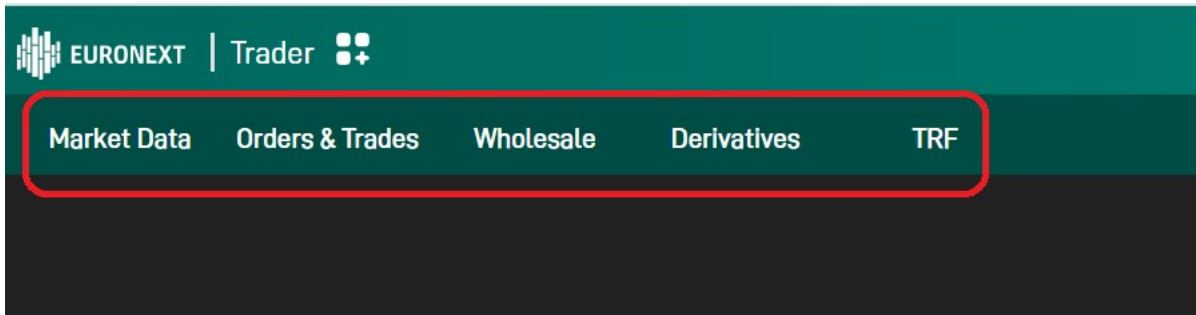 EURONEXT | Trader
Market Data Orders & Trades Wholesale Derivatives TRF